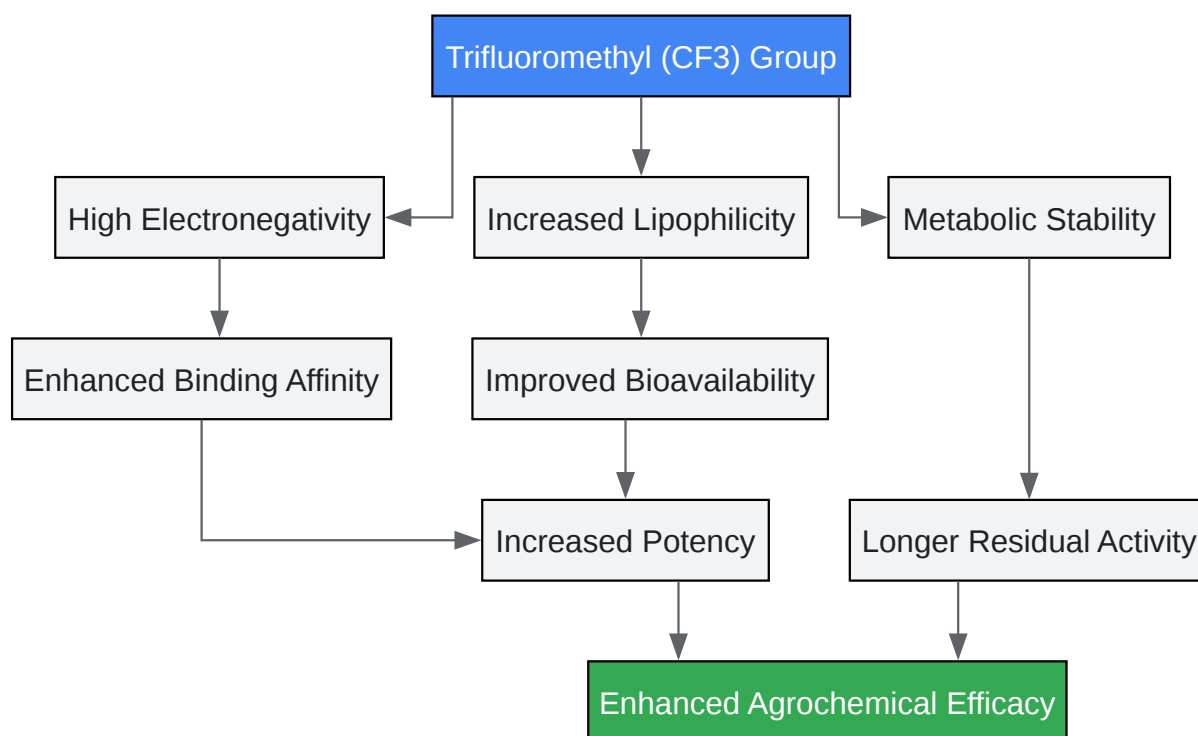 Trifluoromethyl (CF3) Group
High Electronegativity
Increased Lipophilicity
Metabolic Stability
Enhanced Binding Affinity
Improved Bioavailability
Increased Potency
Longer Residual Activity
Enhanced Agrochemical Efficacy